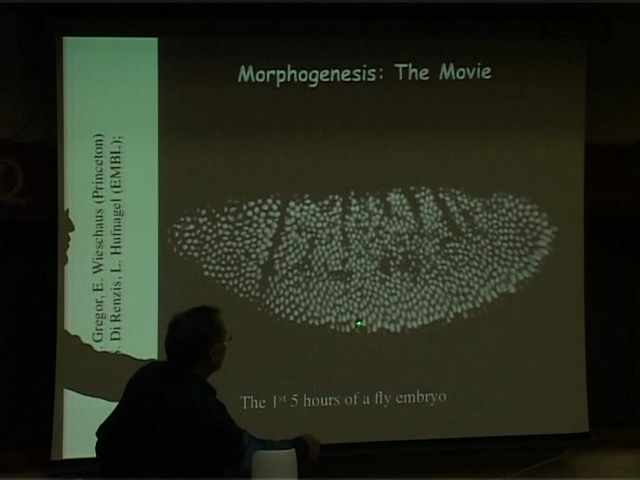 Morphogenesis: The Movie
Gregor, E. Wieschaus (Princeton)
Di Renzis, L. Hufnagel (EMBL);
The 1st 5 hours of a fly embryo